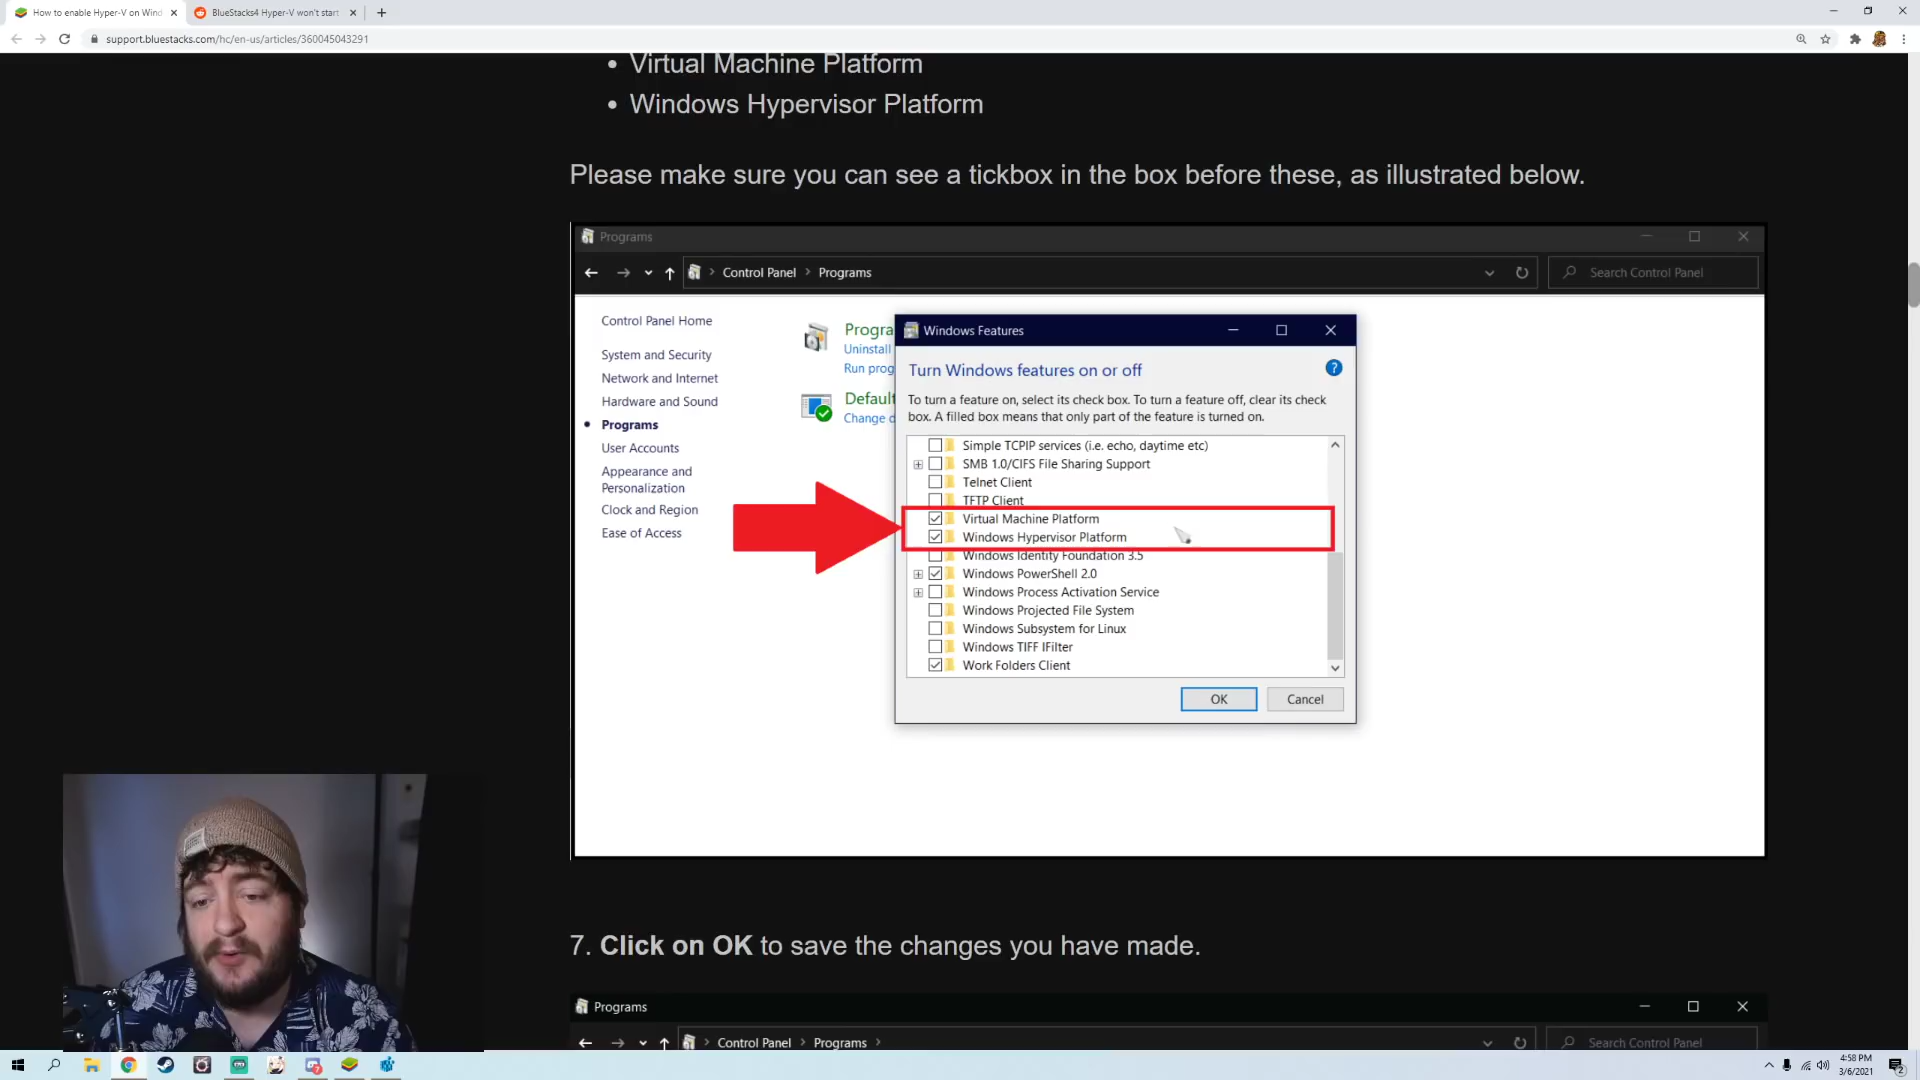 How to enable Hyper-V on Wind
BlueStacks4 Hyper-V won't start
support.bluestacks.com/hc/en-us/articles/360045043291
• Virtual Machine Platform
• Windows Hypervisor Platform
Please make sure you can see a tickbox in the box before these, as illustrated below.
Programs
Control Panel > Programs
Search Control Panel
Control Panel Home
System and Security
Network and Internet
Hardware and Sound
Programs
User Accounts
Appearance and
Personalization
Clock and Region
Ease of Access
Progra
Uninstall
Run prog
Default
Change d
Windows Features
Turn Windows features on or off
To turn a feature on, select its check box. To turn a feature off, clear its check
box. A filled box means that only part of the feature is turned on.
Simple TCPIP services (i.e. echo, daytime etc)
SMB 1.0/CIFS File Sharing Support
Telnet Client
TFTP Client
Virtual Machine Platform
Windows Hypervisor Platform
Windows Identity Foundation 3.5
Windows PowerShell 2.0
Windows Process Activation Service
Windows Projected File System
Windows Subsystem for Linux
Windows TIFF IFilter
Work Folders Client
OK
Cancel
7. Click on OK to save the changes you have made.
Programs
Control Panel > Programs >
Search Control Panel
4:58 PM
3/6/2021